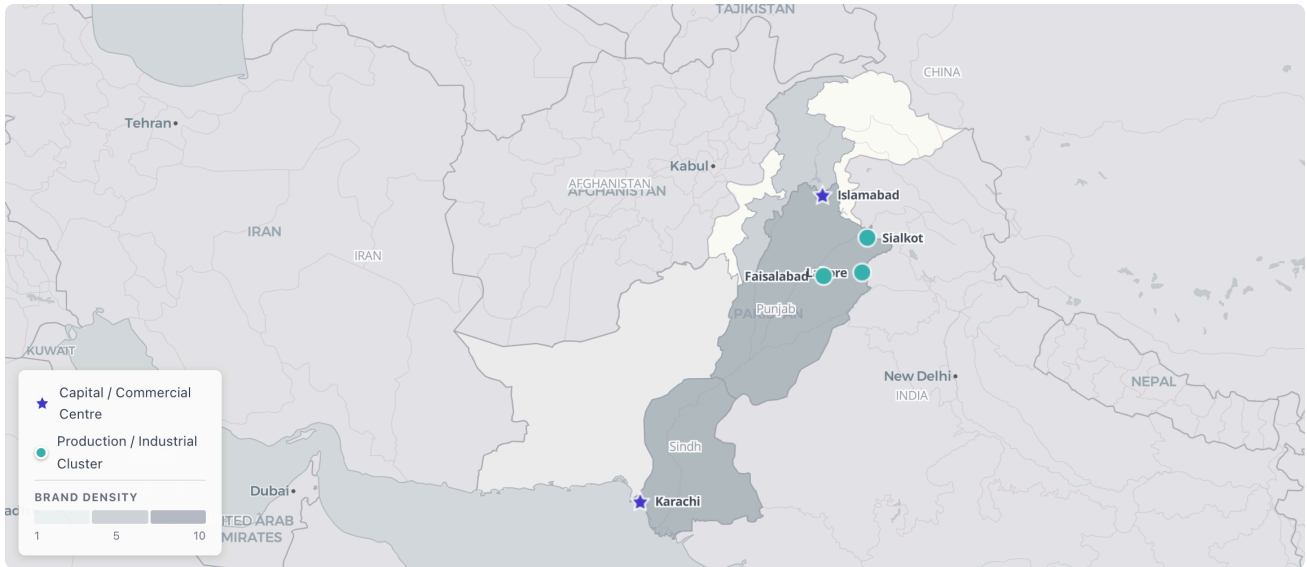 TAJIKISTAN
CHINA
Tehran
Kabul
AFGHANISTAN
AFGHANISTAN
Islamabad
IRAN
IRAN
Sialkot
Faisalabad
Punjab
KUWAIT
New Delhi
INDIA
NEPAL
Sindh
Karachi
Dubai
Capital / Commercial
Centre
Production / Industrial
Cluster
BRAND DENSITY
1 5 10